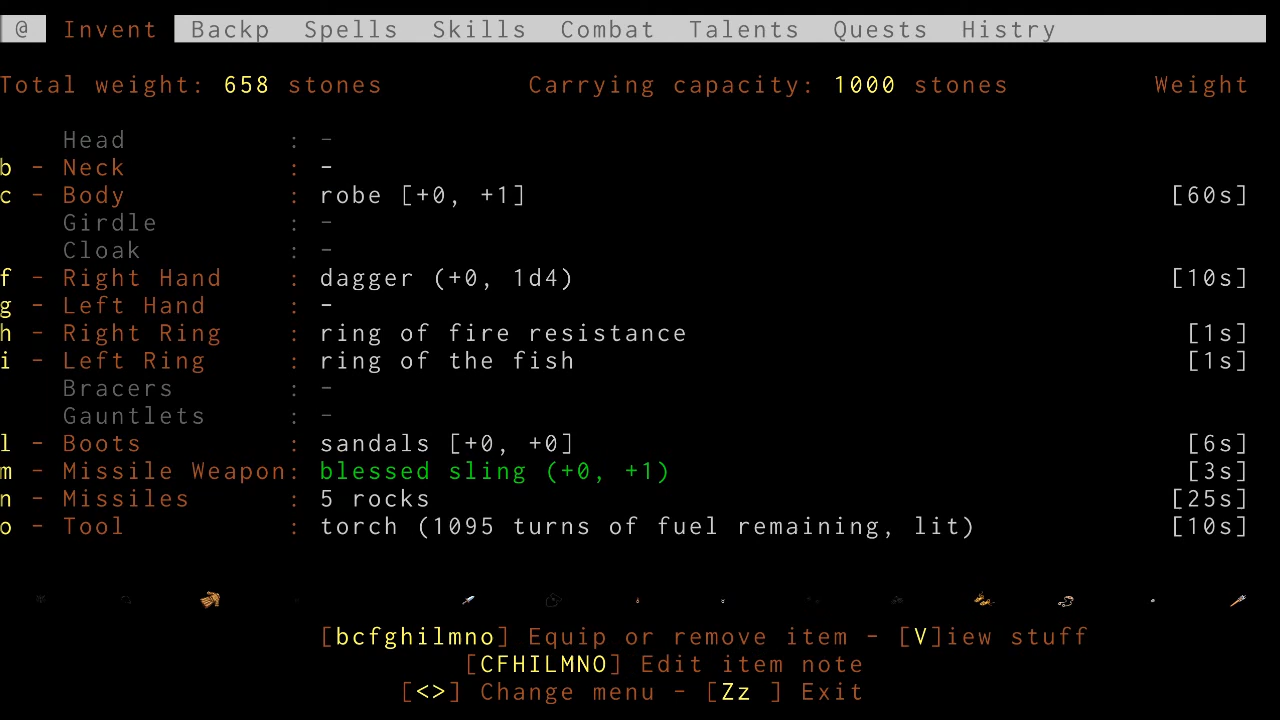 @ Invent Backp Spells Skills Combat Talents Quests Histry
Total weight: 658 stones Carrying capacity: 1000 stones Weight
Head : -
b - Neck : -
c - Body : robe [+0, +1] [60s]
Girdle : -
Cloak : -
f - Right Hand : dagger (+0, 1d4) [10s]
g - Left Hand : -
h - Right Ring : ring of fire resistance [1s]
i - Left Ring : ring of the fish [1s]
Bracers : -
Gauntlets : -
l - Boots : sandals [+0, +0] [6s]
m - Missile Weapon: blessed sling (+0, +1) [3s]
n - Missiles : 5 rocks [25s]
o - Tool : torch (1095 turns of fuel remaining, lit) [10s]
[bcfghilmno] Equip or remove item - [V]iew stuff
[CFHILMNO] Edit item note
[<>] Change menu - [Zz ] Exit